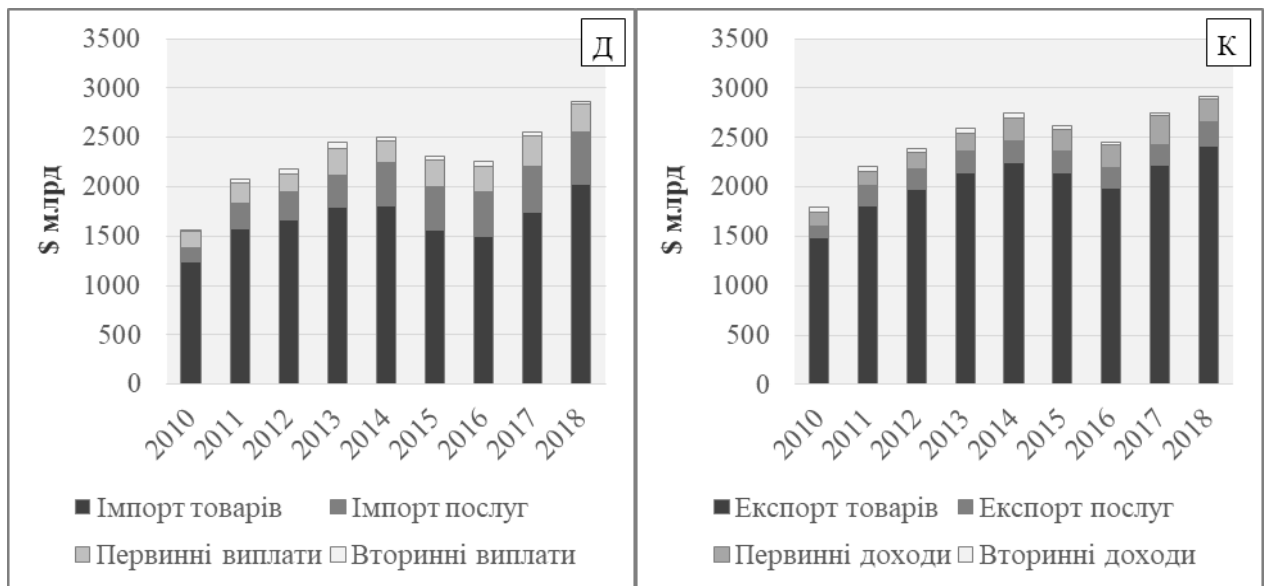 Д
3500
3000
2500
2000
1500
1000
500
0
$ млрд
2010 2011 2012 2013 2014 2015 2016 2017 2018
Імпорт товарів Імпорт послуг
Первинні виплати Вторинні виплати
К
3500
3000
2500
2000
1500
1000
500
0
$ млрд
2010 2011 2012 2013 2014 2015 2016 2017 2018
Експорт товарів Експорт послуг
Первинні доходи Вторинні доходи